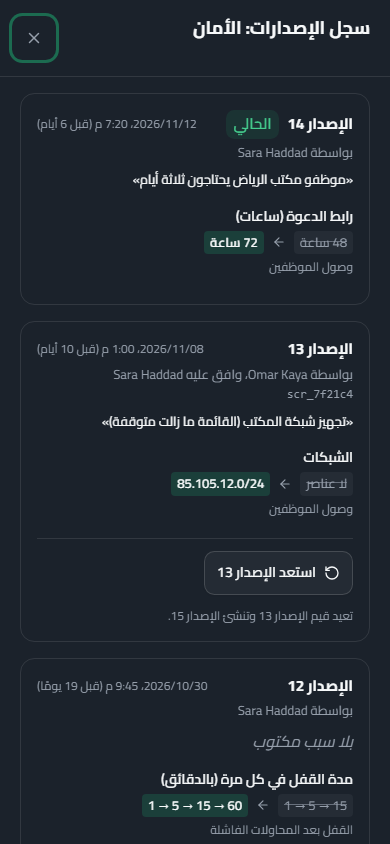 سجل الإصدارات: الأمان
الإصدار 14 الحالي 2026/11/12، 7:20 م (قبل 6 أيام)
بواسطة Sara Haddad
«موظفو مكتب الرياض يحتاجون ثلاثة أيام»
رابط الدعوة (ساعات)
48 ساعة ← 72 ساعة
وصول الموظفين
الإصدار 13 2026/11/08، 1:00 م (قبل 10 أيام)
بواسطة Omar Kaya، وافق عليه Sara Haddad
scr_7f21c4
«تجهيز شبكة المكتب (القائمة ما زالت متوقفة)»
الشبكات
لا عناصر ← 85.105.12.0/24
وصول الموظفين
استعد الإصدار 13
تعيد قيم الإصدار 13 وتنشئ الإصدار 15.
الإصدار 12 2026/10/30، 9:45 م (قبل 19 يومًا)
بواسطة Sara Haddad
بلا سبب مكتوب
مدة القفل في كل مرة (بالدقائق)
1 → 5 → 15 ← 1 → 5 → 15 → 60
القفل بعد المحاولات الفاشلة